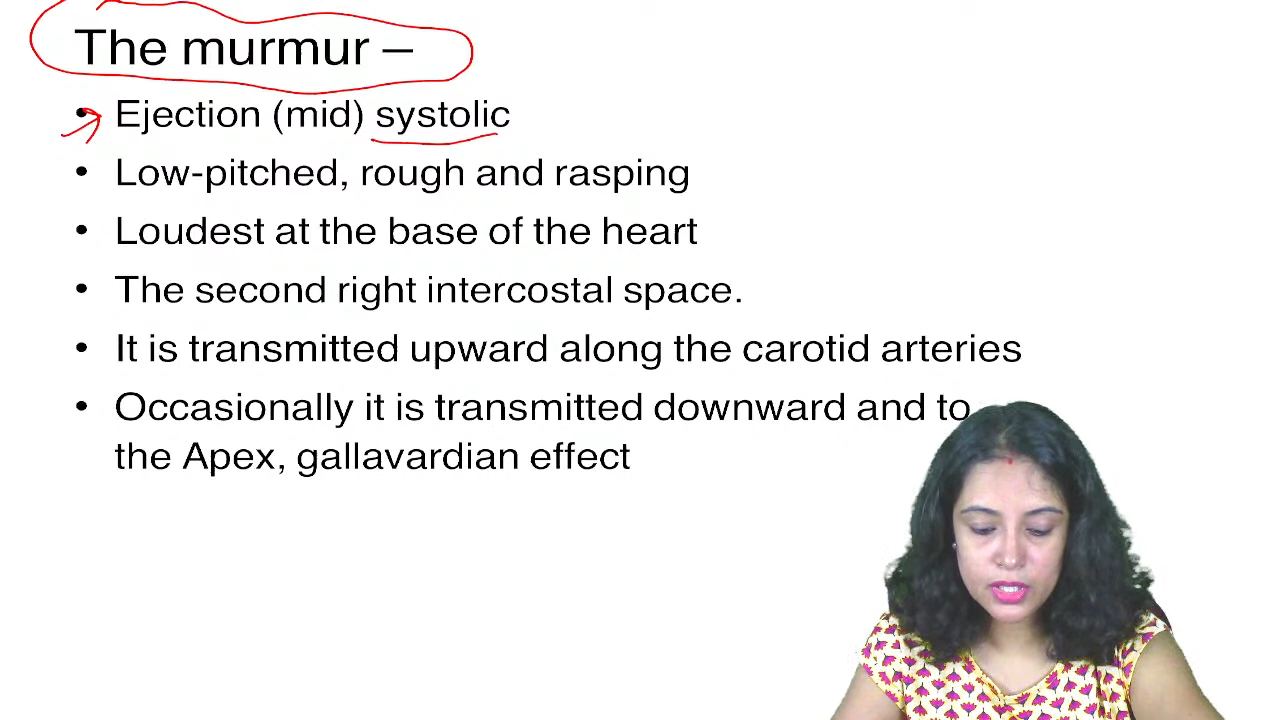 The murmur –
• Ejection (mid) systolic
• Low-pitched, rough and rasping
• Loudest at the base of the heart
• The second right intercostal space.
• It is transmitted upward along the carotid arteries
• Occasionally it is transmitted downward and to
the Apex, gallavardian effect